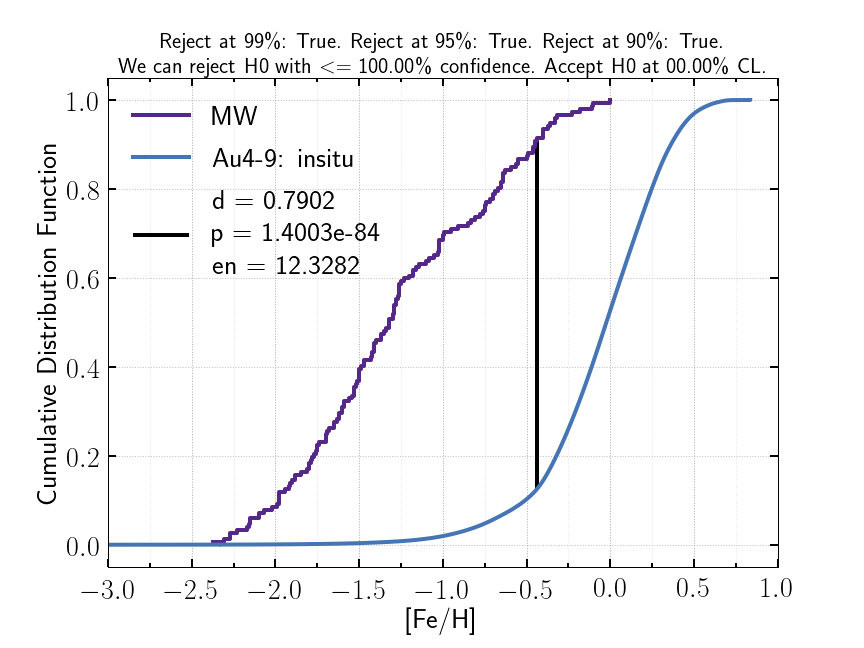 Reject at 99%: True. Reject at 95%: True. Reject at 90%: True.
We can reject H0 with <= 100.00% confidence. Accept H0 at 00.00% CL.
MW
Au4-9: insitu
d = 0.7902
p = 1.4003e-84
en = 12.3282
Cumulative Distribution Function
1.0
0.8
0.6
0.4
0.2
0.0
−3.0 −2.5 −2.0 −1.5 −1.0 −0.5 0.0 0.5 1.0
[Fe/H]